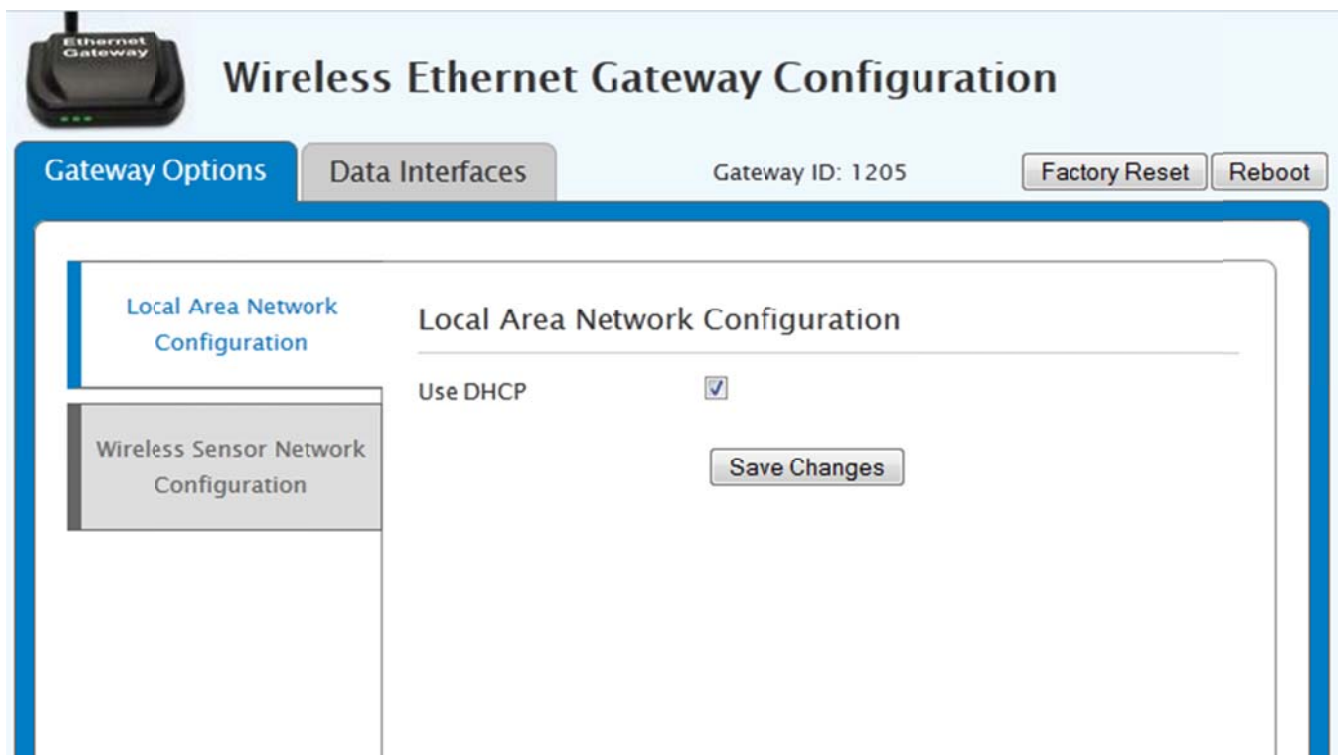 Ethernet
Gateway
Wireless Ethernet Gateway Configuration
Gateway Options
Data Interfaces
Gateway ID: 1205
Factory Reset
Reboot
Local Area Network
Configuration
Wireless Sensor Network
Configuration
Local Area Network Configuration
Use DHCP
Save Changes